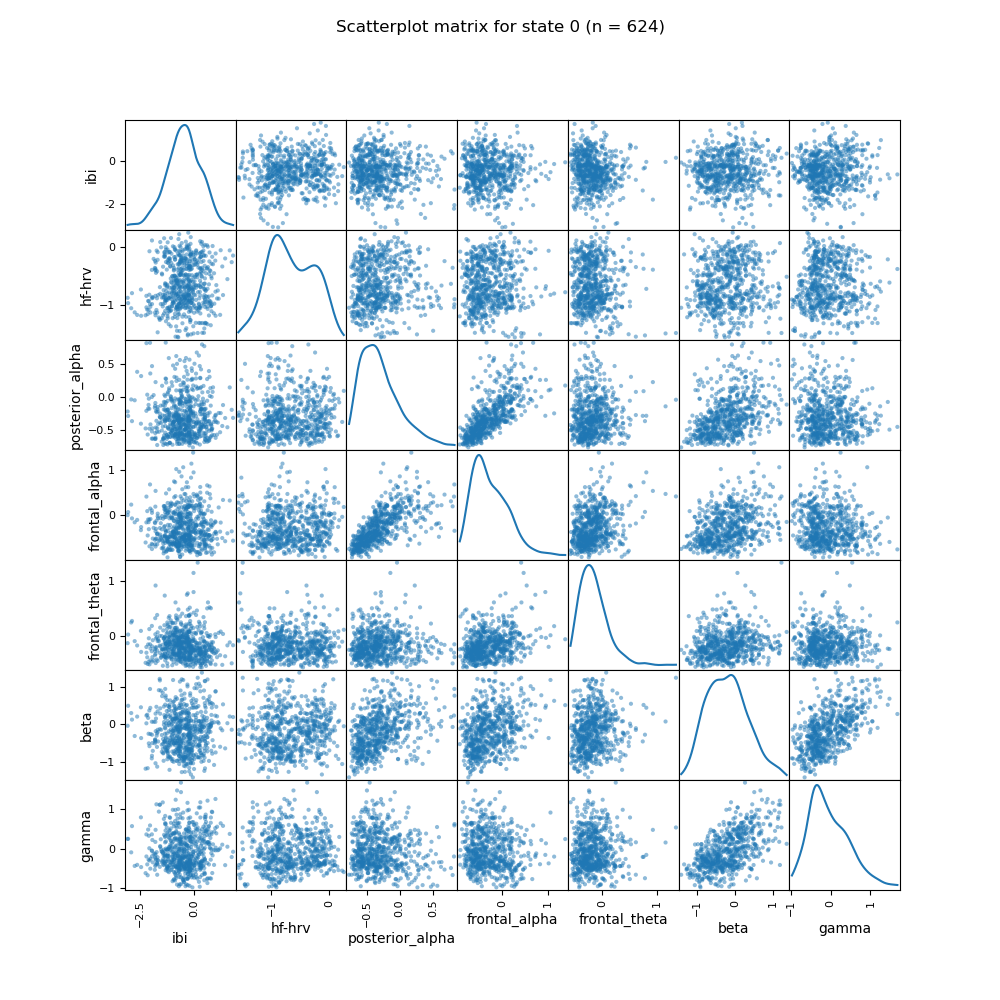 Scatterplot matrix for state 0 (n = 624)
ibi
0
−2
hf-hrv
0
−1
posterior_alpha
0.5
0.0
−0.5
frontal_alpha
1
0
frontal_theta
1
0
beta
1
0
−1
gamma
1
0
−1
−2.5 0.0
−1 0
−0.5 0.0 0.5
0 1
0 1
−1 0 1
−1 0 1
ibi
hf-hrv
posterior_alpha
frontal_alpha
frontal_theta
beta
gamma